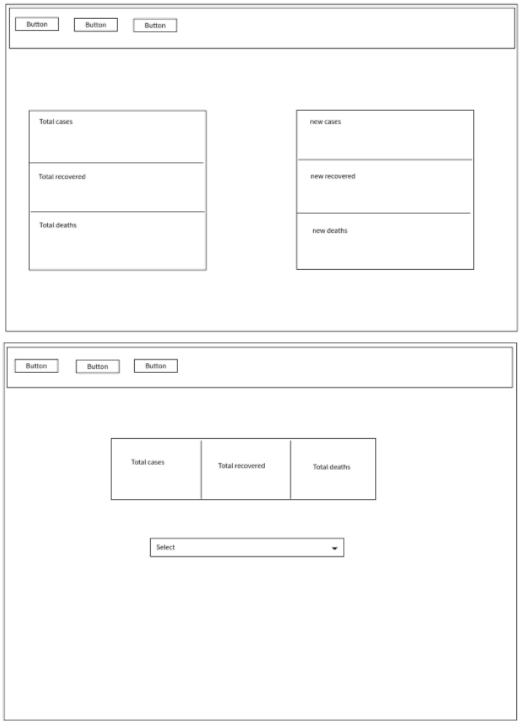 Button
Button
Button
Total cases
Total recovered
Total deaths
new cases
new recovered
new deaths
Button
Button
Button
Total cases
Total recovered
Total deaths
Select